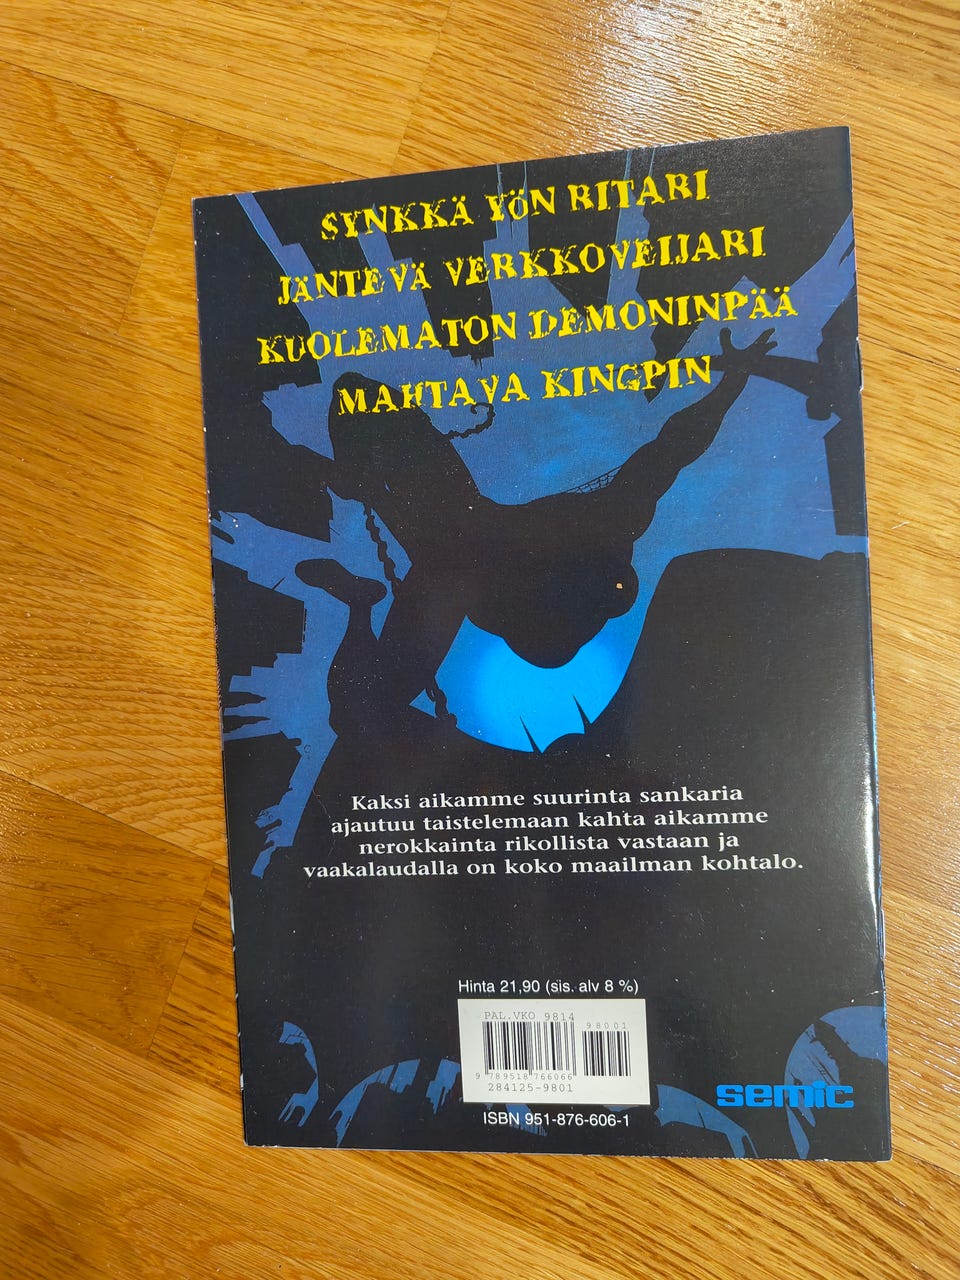 SYNKKÄ YÖN RITARI
JÄNTEVÄ VERKKOVEIJARI
KUOLEMATON DEMONINPÄÄ
MAHTAVA KINGPIN
Kaksi aikamme suurinta sankaria
ajautuu taistelemaan kahta aikamme
nerokkainta rikollista vastaan ja
vaakalaudalla on koko maailman kohtalo.
Hinta 21,90 (sis. alv 8 %)
PAL.VKO 9814
98001
9 789518 766066
284125-9801
semic
ISBN 951-876-606-1